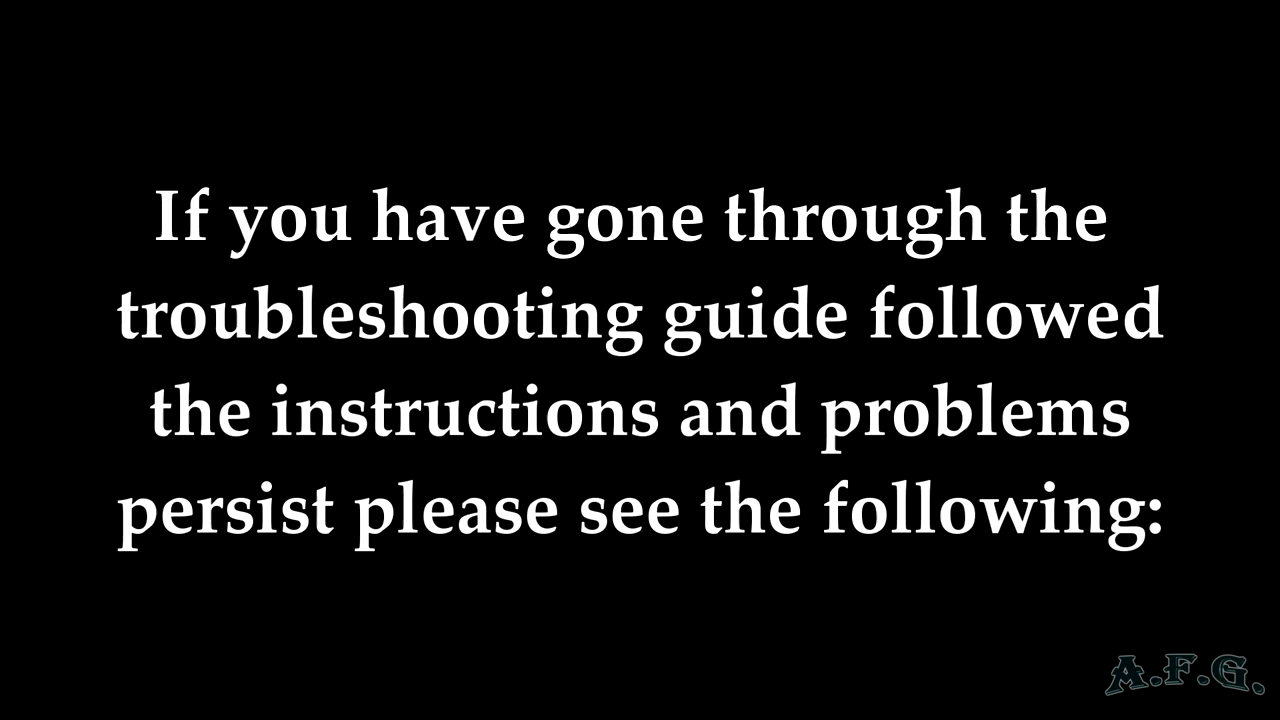 If you have gone through the
troubleshooting guide followed
the instructions and problems
persist please see the following:
A.F.G.